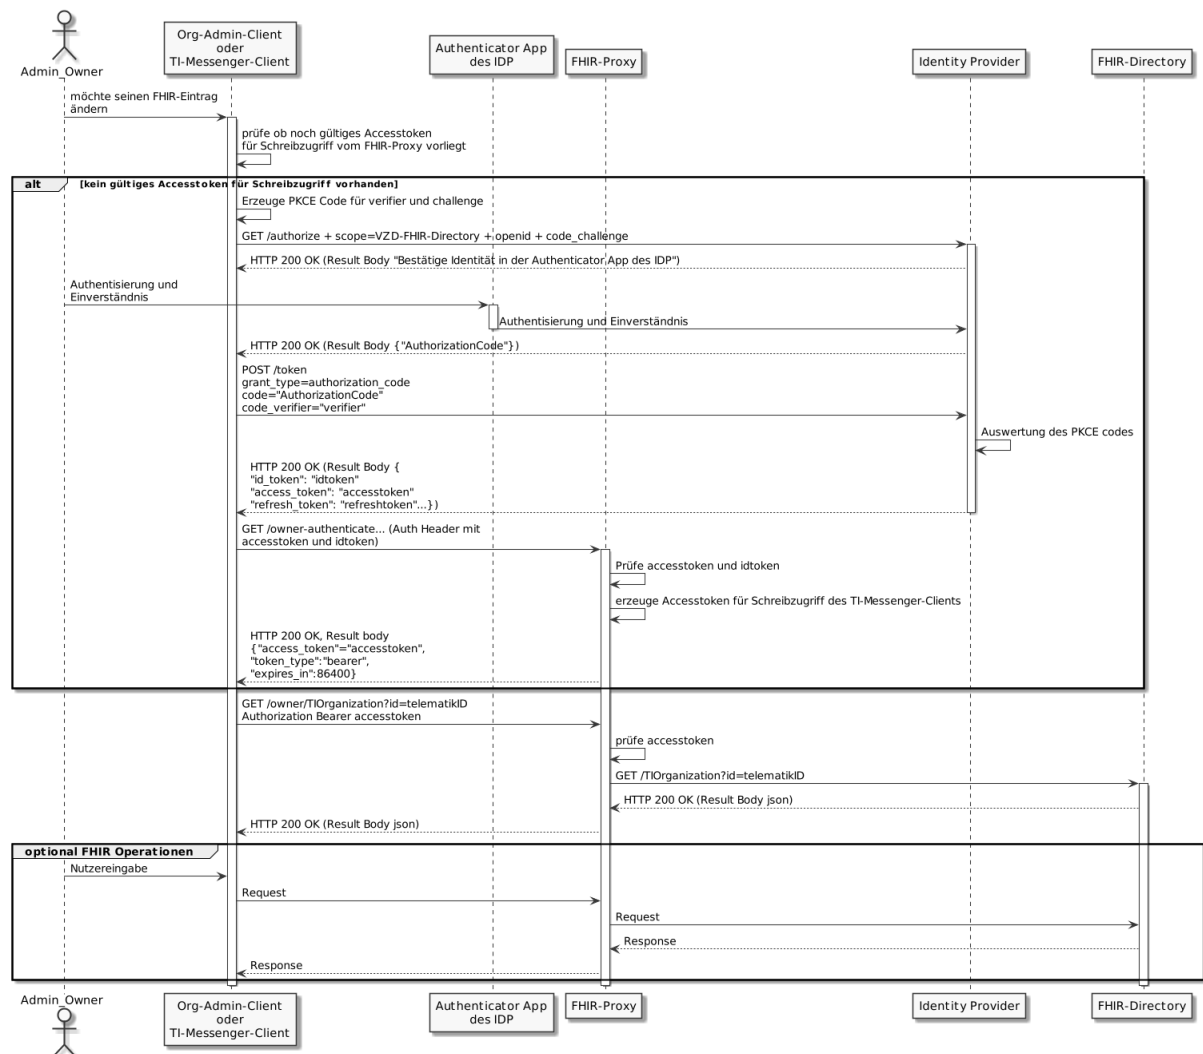 Admin_Owner
Org-Admin-Client
oder
TI-Messenger-Client
Authenticator App
des IDP
FHIR-Proxy
Identity Provider
FHIR-Directory
möchte seinen FHIR-Eintrag
ändern
prüfe ob noch gültiges Accesstoken
für Schreibzugriff vom FHIR-Proxy vorliegt
alt
[kein gültiges Accesstoken für Schreibzugriff vorhanden]
Erzeuge PKCE Code für verifier und challenge
GET /authorize + scope=VZD-FHIR-Directory + openid + code_challenge
HTTP 200 OK (Result Body "Bestätige Identität in der Authenticator App des IDP")
Authentisierung und
Einverständnis
Authentisierung und Einverständnis
HTTP 200 OK (Result Body {"AuthorizationCode"})
POST /token
grant_type=authorization_code
code="AuthorizationCode"
code_verifier="verifier"
Auswertung des PKCE codes
HTTP 200 OK (Result Body {
"id_token": "idtoken"
"access_token": "accesstoken"
"refresh_token": "refreshtoken"...})
GET /owner-authenticate... (Auth Header mit
accesstoken und idtoken)
Prüfe accesstoken und idtoken
erzeuge Accesstoken für Schreibzugriff des TI-Messenger-Clients
HTTP 200 OK, Result body
{"access_token"="accesstoken",
"token_type":"bearer",
"expires_in":86400}
GET /owner/TIOrganization?id=telematikID
Authorization Bearer accesstoken
prüfe accesstoken
GET /TIOrganization?id=telematikID
HTTP 200 OK (Result Body json)
HTTP 200 OK (Result Body json)
optional FHIR Operationen
Nutzereingabe
Request
Request
Response
Response
Admin_Owner
Org-Admin-Client
oder
TI-Messenger-Client
Authenticator App
des IDP
FHIR-Proxy
Identity Provider
FHIR-Directory